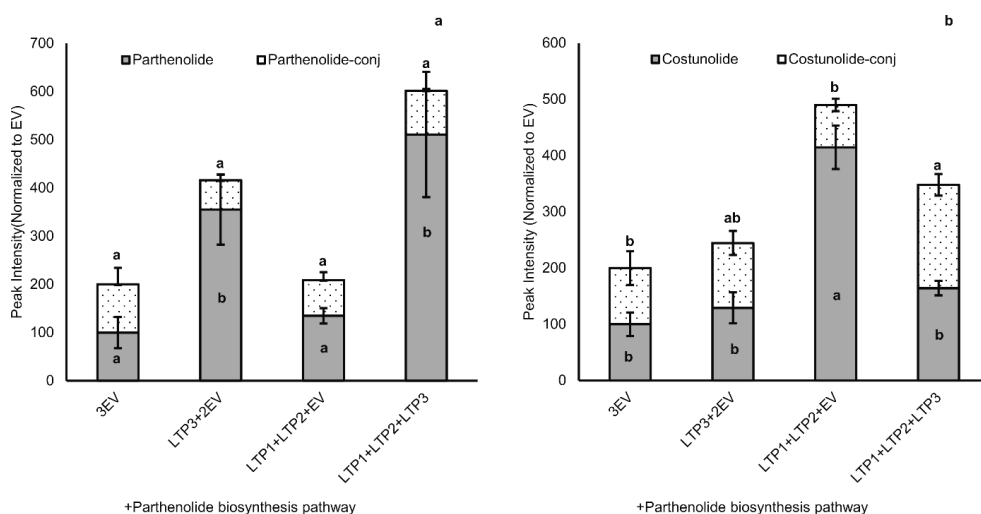 a
700
Parthenolide
Parthenolide-conj
a
600
500
a
400
300
a
a
200
b
b
100
a
a
0
Peak Intensity(Normalized to EV)
3EV
LTP3+2EV
LTP1+LTP2+EV
LTP1+LTP2+LTP3
+Parthenolide biosynthesis pathway
b
600
Costunolide
Costunolide-conj
b
500
400
a
300
ab
b
200
a
100
b
b
b
0
Peak Intensity (Normalized to EV)
3EV
LTP3+2EV
LTP1+LTP2+EV
LTP1+LTP2+LTP3
+Parthenolide biosynthesis pathway